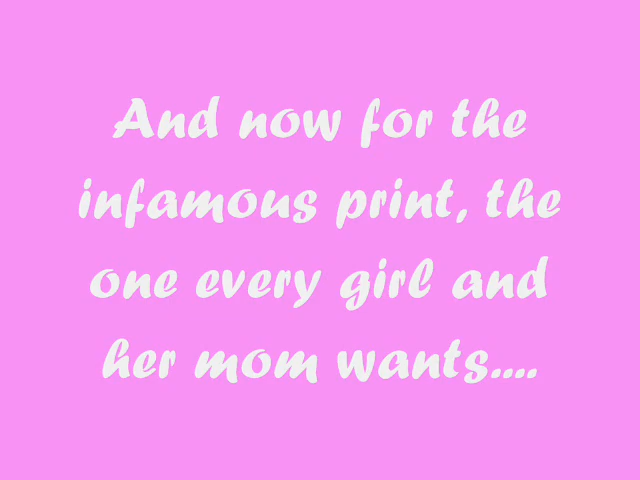 And now for the
infamous print, the
one every girl and
her mom wants....